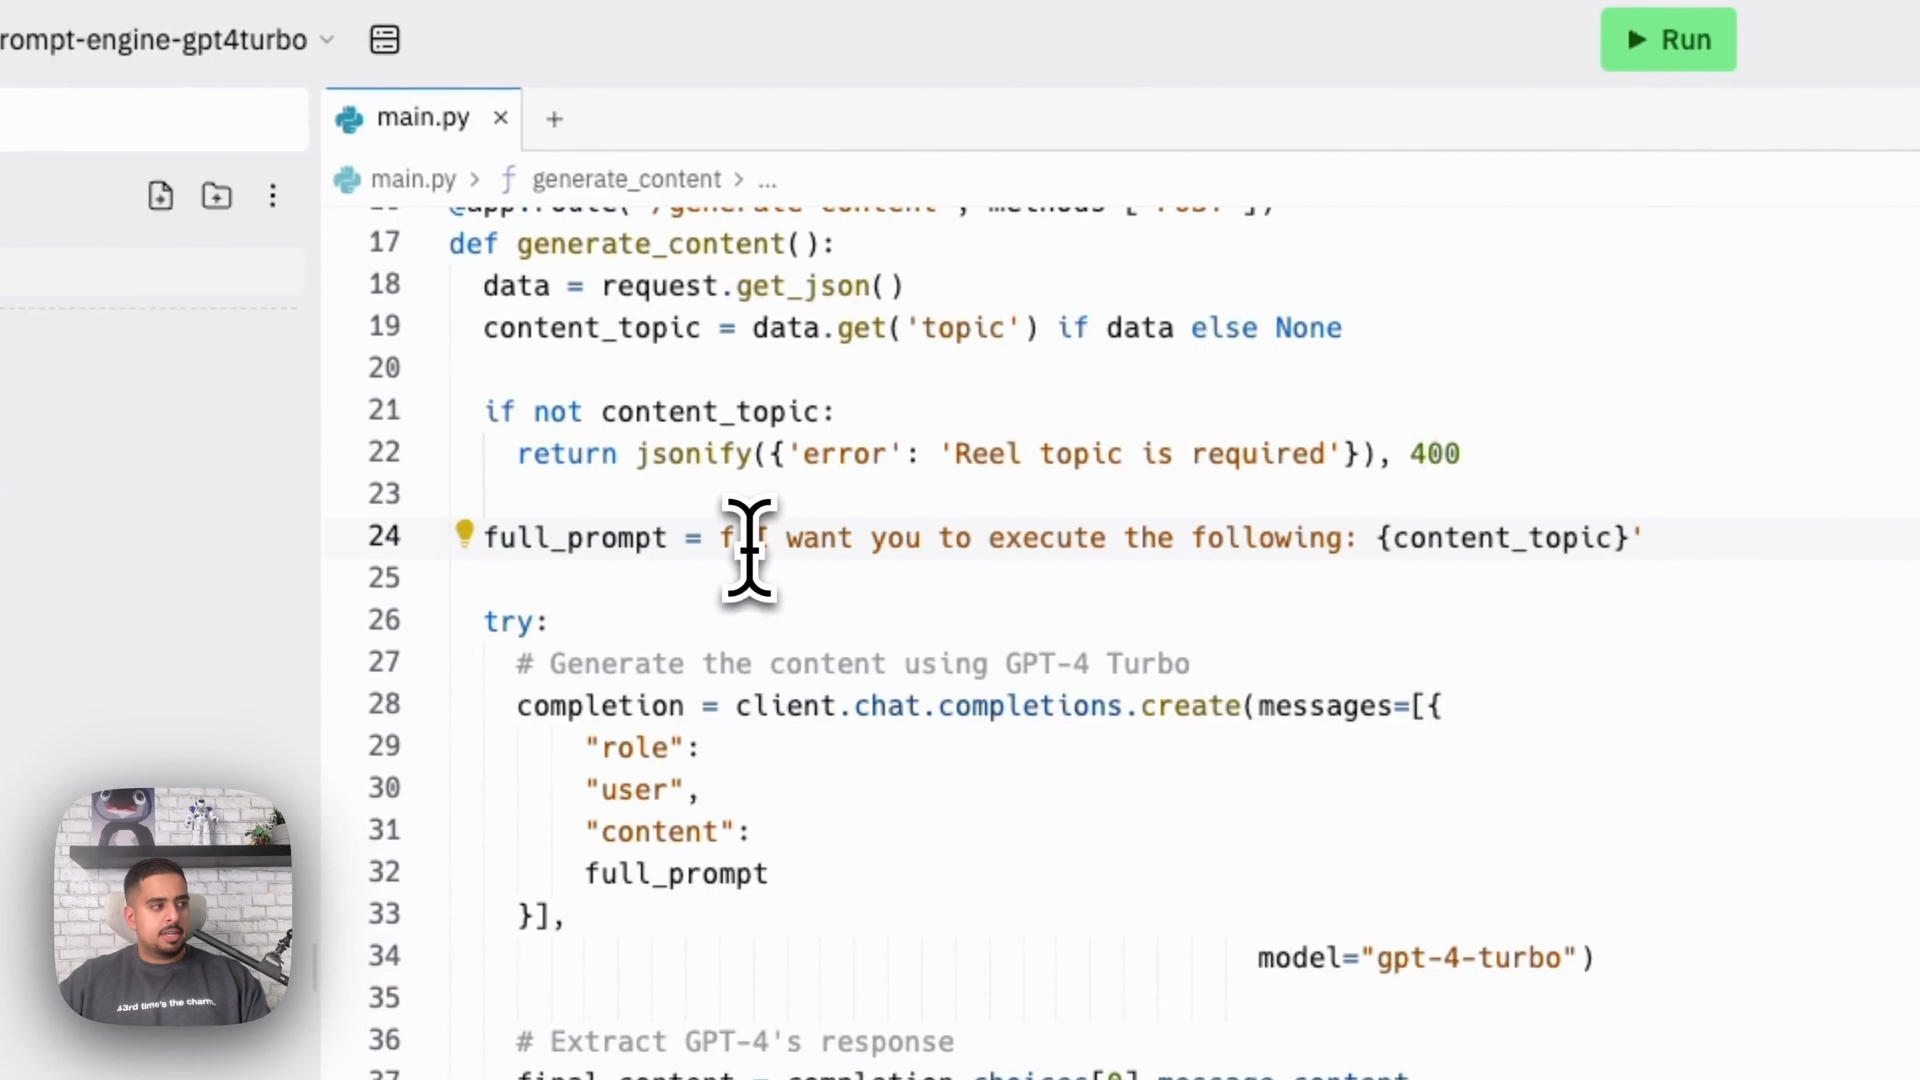 rompt-engine-gpt4turbo
Run
main.py
main.py > generate_content > ...
17 def generate_content():
18 data = request.get_json()
19 content_topic = data.get('topic') if data else None
20
21 if not content_topic:
22 return jsonify({'error': 'Reel topic is required'}), 400
23
24 full_prompt = f want you to execute the following: {content_topic}'
25
26 try:
27 # Generate the content using GPT-4 Turbo
28 completion = client.chat.completions.create(messages=[{
29 "role":
30 "user",
31 "content":
32 full_prompt
33 }],
34 model="gpt-4-turbo")
35
36 # Extract GPT-4's response
43rd time's the charm.